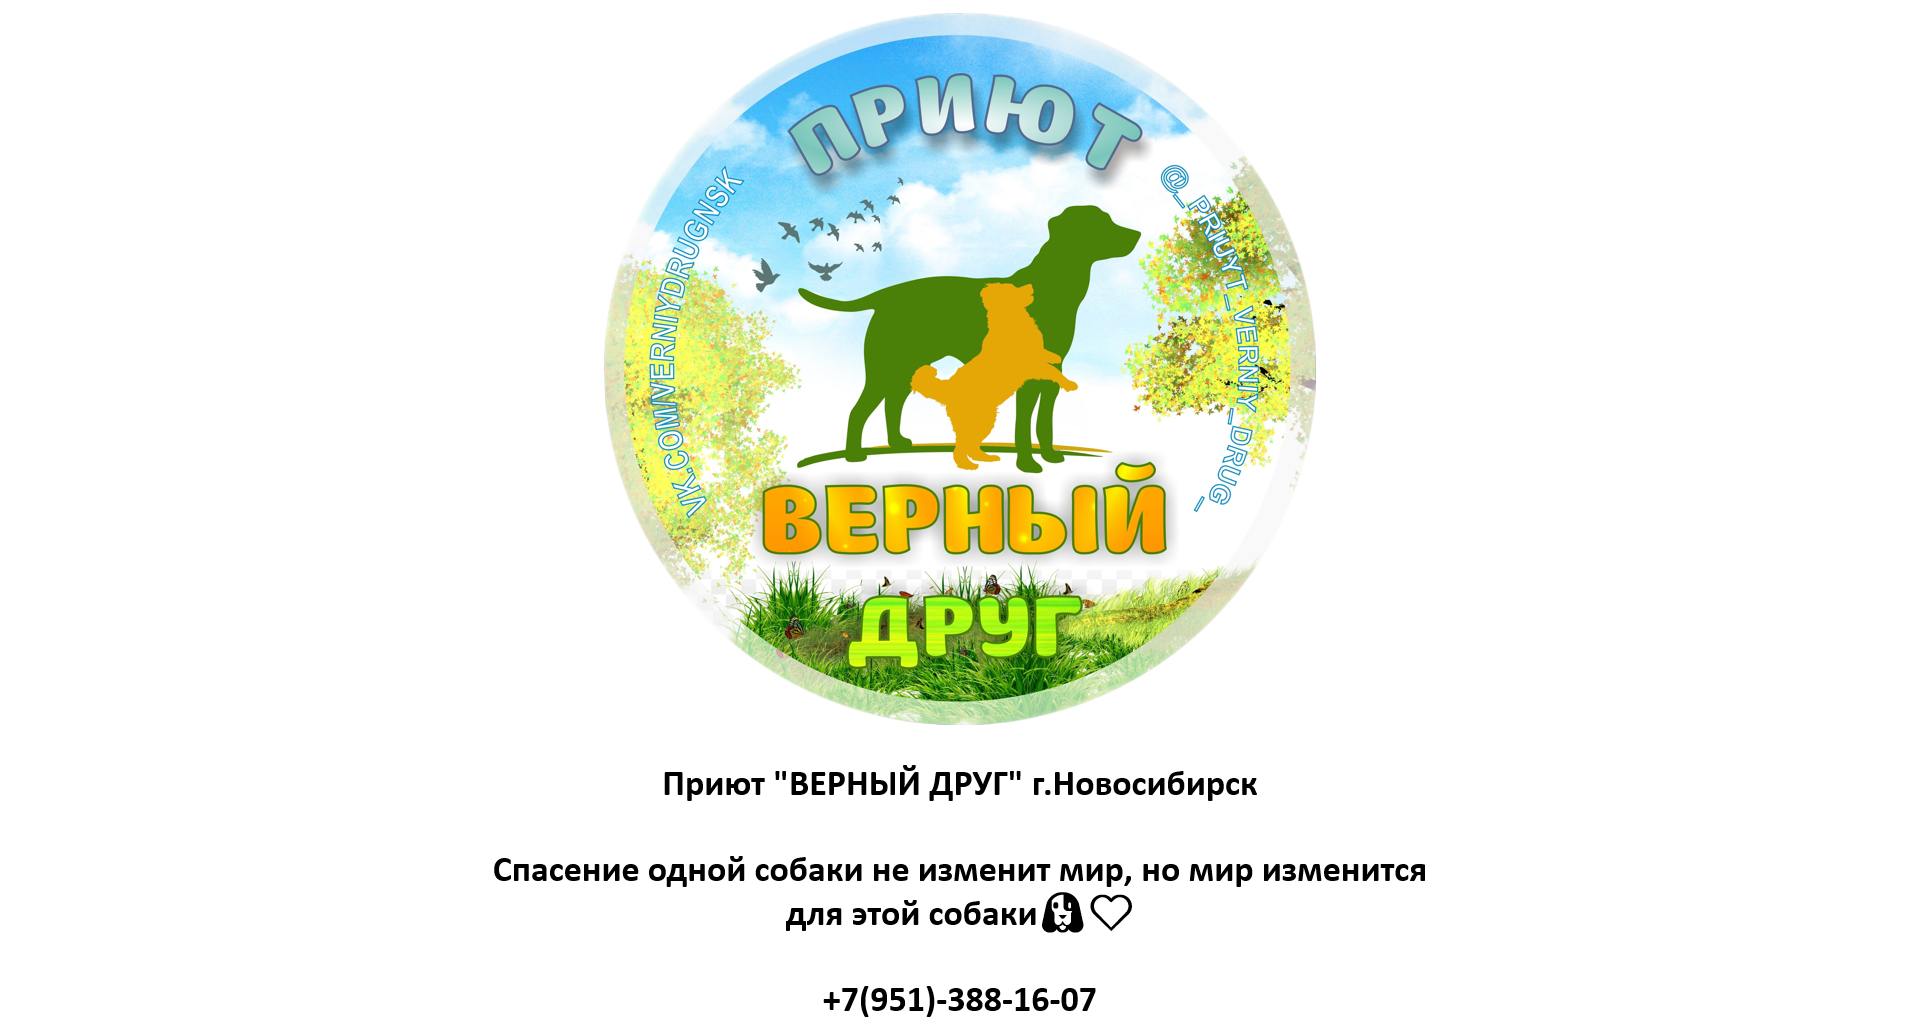 ПРИЮТ
VK.COM/VERNIYDRUGNSK
@_PRIUYT_VERNIY_DRUG_
ВЕРНЫЙ
ДРУГ
Приют "ВЕРНЫЙ ДРУГ" г.Новосибирск
Спасение одной собаки не изменит мир, но мир изменится
для этой собаки
+7(951)-388-16-07